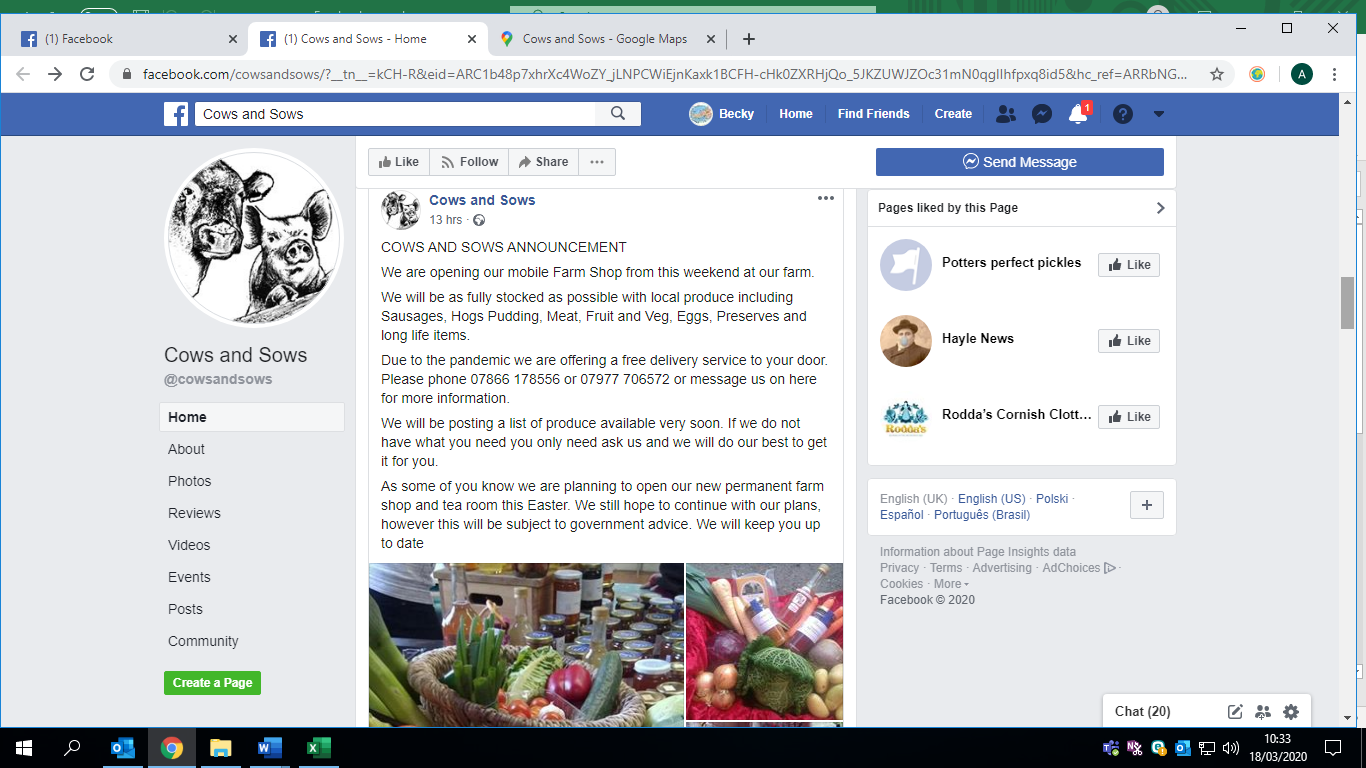 (1) Facebook
(1) Cows and Sows - Home
Cows and Sows - Google Maps
facebook.com/cowsandsows/?__tn__=kCH-R&eid=ARC1b48p7xhrXc4WoZY_jLNPCWiEjnKaxk1BCFH-cHk0ZXRHjQo_5JKZUWJZOc31mN0qgIIhfpxq8id5&hc_ref=ARRbNG...
A
Cows and Sows
Becky
Home
Find Friends
Create
1
Like
Follow
Share
Send Message
Cows and Sows
@cowsandsows
Home
About
Photos
Reviews
Videos
Events
Posts
Community
Create a Page
Cows and Sows
13 hrs ·
COWS AND SOWS ANNOUNCEMENT
We are opening our mobile Farm Shop from this weekend at our farm.
We will be as fully stocked as possible with local produce including
Sausages, Hogs Pudding, Meat, Fruit and Veg, Eggs, Preserves and
long life items.
Due to the pandemic we are offering a free delivery service to your door.
Please phone 07866 178556 or 07977 706572 or message us on here
for more information.
We will be posting a list of produce available very soon. If we do not
have what you need you only need ask us and we will do our best to get
it for you.
As some of you know we are planning to open our new permanent farm
shop and tea room this Easter. We still hope to continue with our plans,
however this will be subject to government advice. We will keep you up
to date
Pages liked by this Page
Potters perfect pickles
Like
Hayle News
Like
Rodda's
Rodda's Cornish Clott...
Like
English (UK) · English (US) · Polski ·
Español · Português (Brasil)
Information about Page Insights data
Privacy · Terms · Advertising · AdChoices ·
Cookies · More
Facebook © 2020
Chat (20)
10:33
18/03/2020